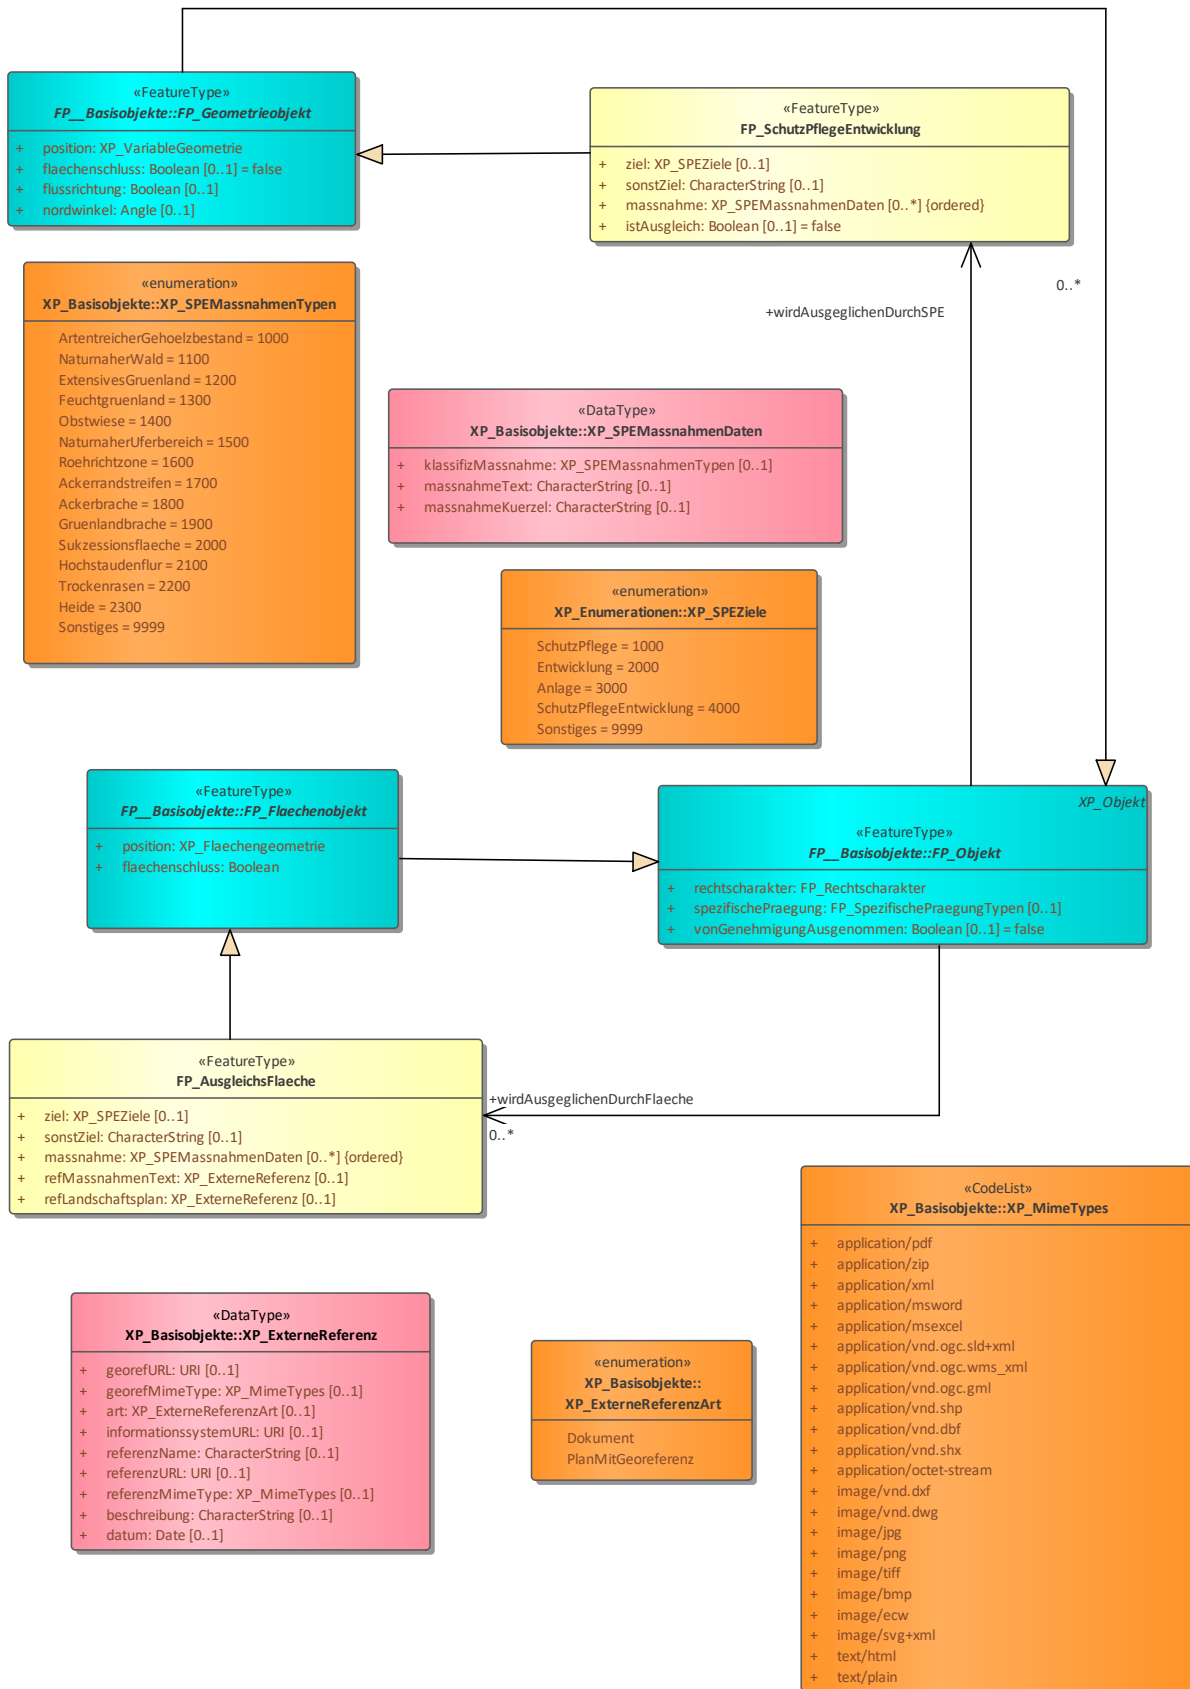 «FeatureType»
FP__Basisobjekte::FP_Geometrieobjekt
+ position: XP_VariableGeometrie
+ flaechenschluss: Boolean [0..1] = false
+ flussrichtung: Boolean [0..1]
+ nordwinkel: Angle [0..1]
«FeatureType»
FP_SchutzPflegeEntwicklung
+ ziel: XP_SPEZiele [0..1]
+ sonstZiel: CharacterString [0..1]
+ massnahme: XP_SPEMassnahmenDaten [0..*] {ordered}
+ istAusgleich: Boolean [0..1] = false
0..*
+wirdAusgeglichenDurchSPE
«enumeration»
XP_Basisobjekte::XP_SPEMassnahmenTypen
ArtentreicherGehoelzbestand = 1000
NaturnaherWald = 1100
ExtensivesGruenland = 1200
Feuchtgruenland = 1300
Obstwiese = 1400
NaturnaherUferbereich = 1500
Roehrichtzone = 1600
Ackerrandstreifen = 1700
Ackerbrache = 1800
Gruenlandbrache = 1900
Sukzessionsflaeche = 2000
Hochstaudenflur = 2100
Trockenrasen = 2200
Heide = 2300
Sonstiges = 9999
«DataType»
XP_Basisobjekte::XP_SPEMassnahmenDaten
+ klassifizMassnahme: XP_SPEMassnahmenTypen [0..1]
+ massnahmeText: CharacterString [0..1]
+ massnahmeKuerzel: CharacterString [0..1]
«enumeration»
XP_Enumerationen::XP_SPEZiele
SchutzPflege = 1000
Entwicklung = 2000
Anlage = 3000
SchutzPflegeEntwicklung = 4000
Sonstiges = 9999
«FeatureType»
FP__Basisobjekte::FP_Flaechenobjekt
+ position: XP_Flaechengeometrie
+ flaechenschluss: Boolean
XP_Objekt
«FeatureType»
FP__Basisobjekte::FP_Objekt
+ rechtscharakter: FP_Rechtscharakter
+ spezifischePraegung: FP_SpezifischePraegungTypen [0..1]
+ vonGenehmigungAusgenommen: Boolean [0..1] = false
«FeatureType»
FP_AusgleichsFlaeche
+ ziel: XP_SPEZiele [0..1]
+ sonstZiel: CharacterString [0..1]
+ massnahme: XP_SPEMassnahmenDaten [0..*] {ordered}
+ refMassnahmenText: XP_ExterneReferenz [0..1]
+ refLandschaftsplan: XP_ExterneReferenz [0..1]
+wirdAusgeglichenDurchFlaeche
0..*
«DataType»
XP_Basisobjekte::XP_ExterneReferenz
+ georefURL: URI [0..1]
+ georefMimeType: XP_MimeTypes [0..1]
+ art: XP_ExterneReferenzArt [0..1]
+ informationssystemURL: URI [0..1]
+ referenzName: CharacterString [0..1]
+ referenzURL: URI [0..1]
+ referenzMimeType: XP_MimeTypes [0..1]
+ beschreibung: CharacterString [0..1]
+ datum: Date [0..1]
«enumeration»
XP_Basisobjekte::
XP_ExterneReferenzArt
Dokument
PlanMitGeoreferenz
«CodeList»
XP_Basisobjekte::XP_MimeTypes
+ application/pdf
+ application/zip
+ application/xml
+ application/msword
+ application/msexcel
+ application/vnd.ogc.sld+xml
+ application/vnd.ogc.wms_xml
+ application/vnd.ogc.gml
+ application/vnd.shp
+ application/vnd.dbf
+ application/vnd.shx
+ application/octet-stream
+ image/vnd.dxf
+ image/vnd.dwg
+ image/jpg
+ image/png
+ image/tiff
+ image/bmp
+ image/ecw
+ image/svg+xml
+ text/html
+ text/plain